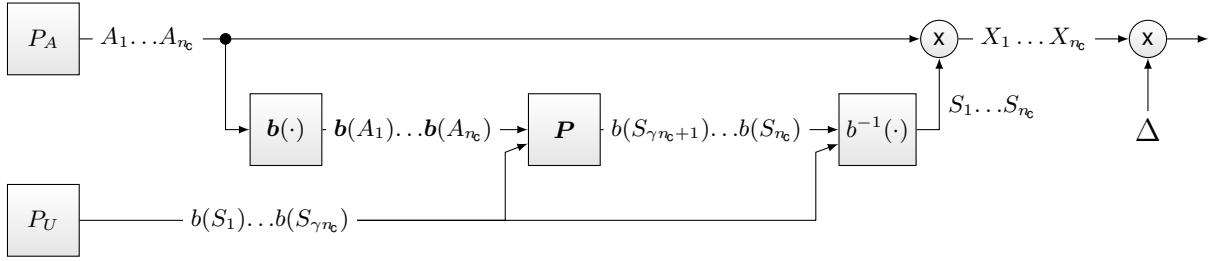 P_A A_1…A_{n_c} x X_1…X_{n_c} x
S_1…S_{n_c}
𝒃(·) 𝒃(A_1)…𝒃(A_{n_c}) 𝑷 b(S_{γn_c+1})…b(S_{n_c}) b^{-1}(·) Δ
P_U b(S_1)…b(S_{γn_c})